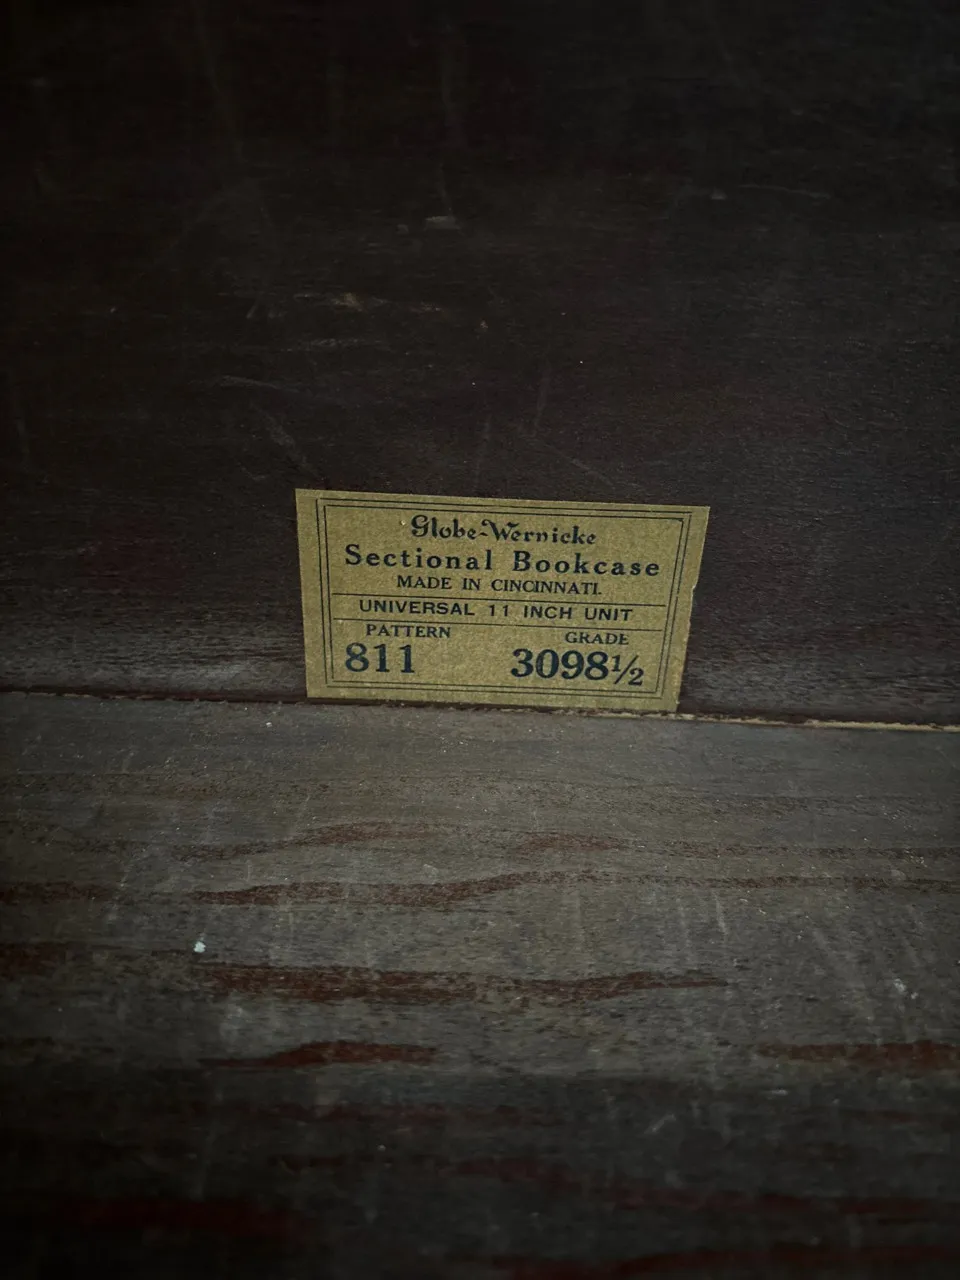 Globe-Wernicke
Sectional Bookcase
MADE IN CINCINNATI.
UNIVERSAL 11 INCH UNIT
PATTERN GRADE
811 3098½